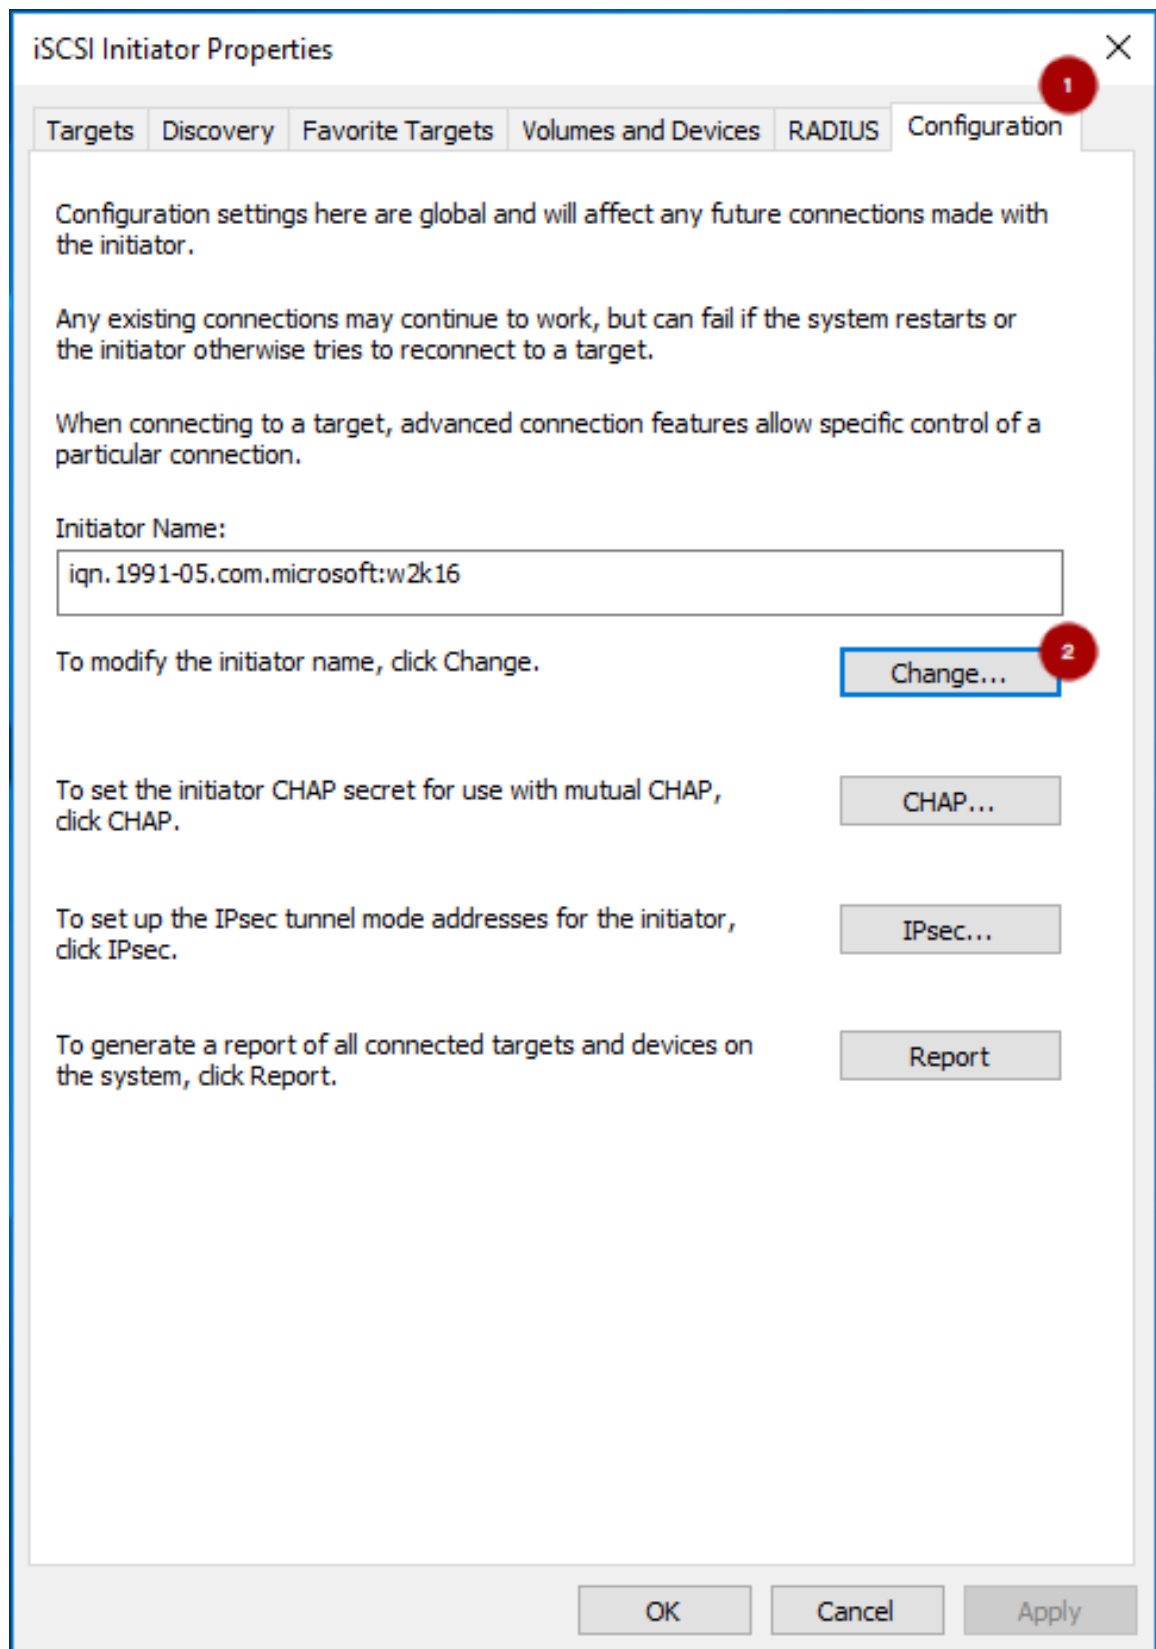 iSCSI Initiator Properties
1
Targets Discovery Favorite Targets Volumes and Devices RADIUS Configuration
Configuration settings here are global and will affect any future connections made with
the initiator.
Any existing connections may continue to work, but can fail if the system restarts or
the initiator otherwise tries to reconnect to a target.
When connecting to a target, advanced connection features allow specific control of a
particular connection.
Initiator Name:
iqn.1991-05.com.microsoft:w2k16
To modify the initiator name, click Change.
Change...
2
To set the initiator CHAP secret for use with mutual CHAP,
click CHAP.
CHAP...
To set up the IPsec tunnel mode addresses for the initiator,
click IPsec.
IPsec...
To generate a report of all connected targets and devices on
the system, click Report.
Report
OK Cancel Apply